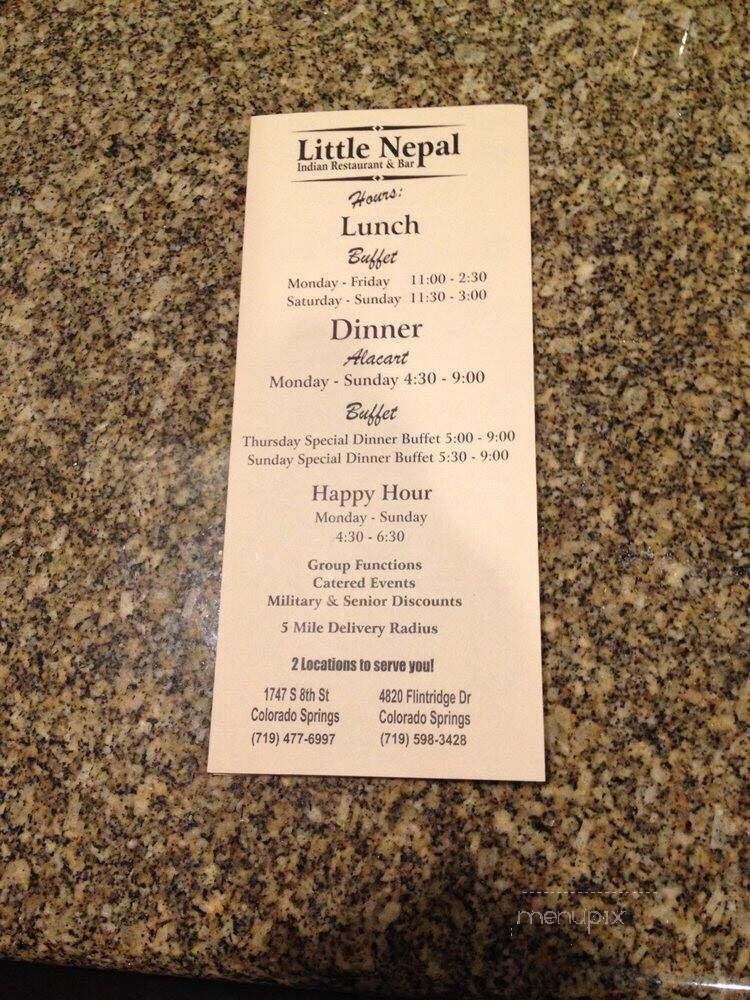 Little Nepal
Indian Restaurant & Bar
Hours:
Lunch
Buffet
Monday - Friday 11:00 - 2:30
Saturday - Sunday 11:30 - 3:00
Dinner
Alacart
Monday - Sunday 4:30 - 9:00
Buffet
Thursday Special Dinner Buffet 5:00 - 9:00
Sunday Special Dinner Buffet 5:30 - 9:00
Happy Hour
Monday - Sunday
4:30 - 6:30
Group Functions
Catered Events
Military & Senior Discounts
5 Mile Delivery Radius
2 Locations to serve you!
1747 S 8th St 4820 Flintridge Dr
Colorado Springs Colorado Springs
(719) 477-6997 (719) 598-3428
menupix